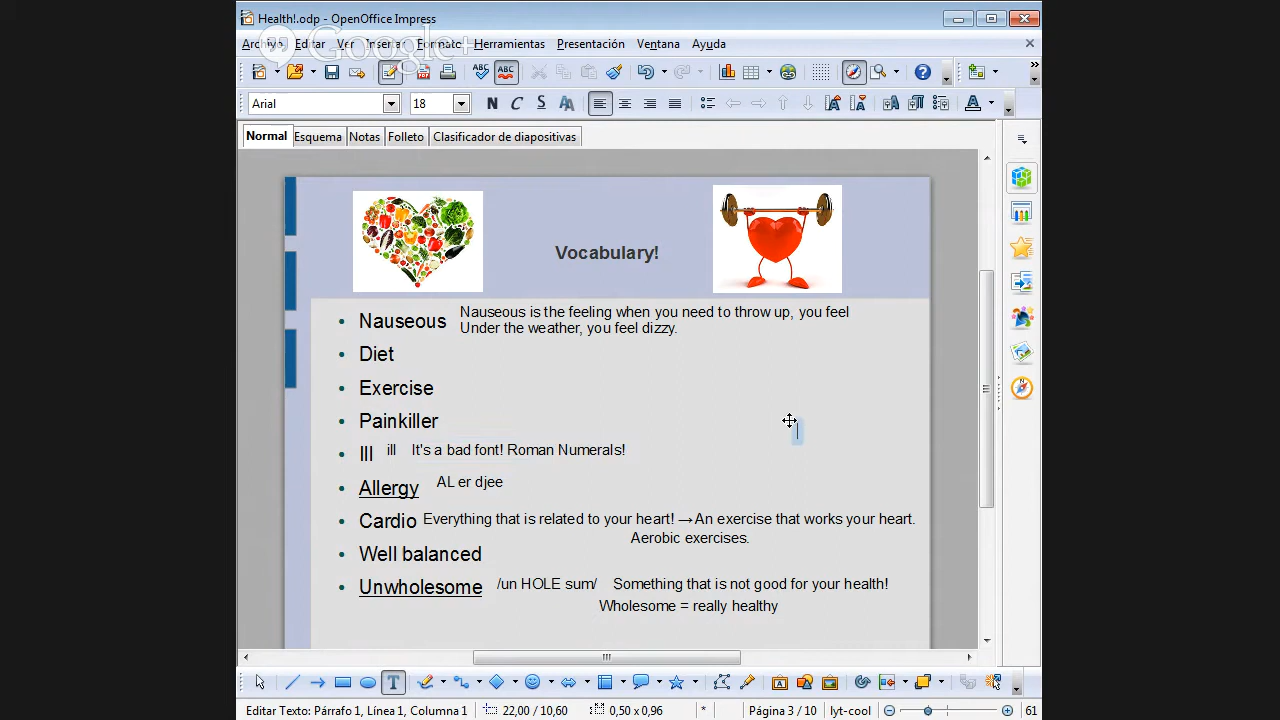 Health!.odp - OpenOffice Impress
Google+
Archivo Editar Ver Insertar Formato Herramientas Presentación Ventana Ayuda
Arial 18 N C S A
Normal Esquema Notas Folleto Clasificador de diapositivas
Vocabulary!
• Nauseous Nauseous is the feeling when you need to throw up, you feel
Under the weather, you feel dizzy.
• Diet
• Exercise
• Painkiller
• Ill ill It's a bad font! Roman Numerals!
• Allergy AL er djee
• Cardio Everything that is related to your heart! →An exercise that works your heart.
Aerobic exercises.
• Well balanced
• Unwholesome /un HOLE sum/ Something that is not good for your health!
Wholesome = really healthy
Editar Texto: Párrafo 1, Línea 1, Columna 1 22,00 / 10,60 0,50 x 0,96 * Página 3 / 10 lyt-cool 61